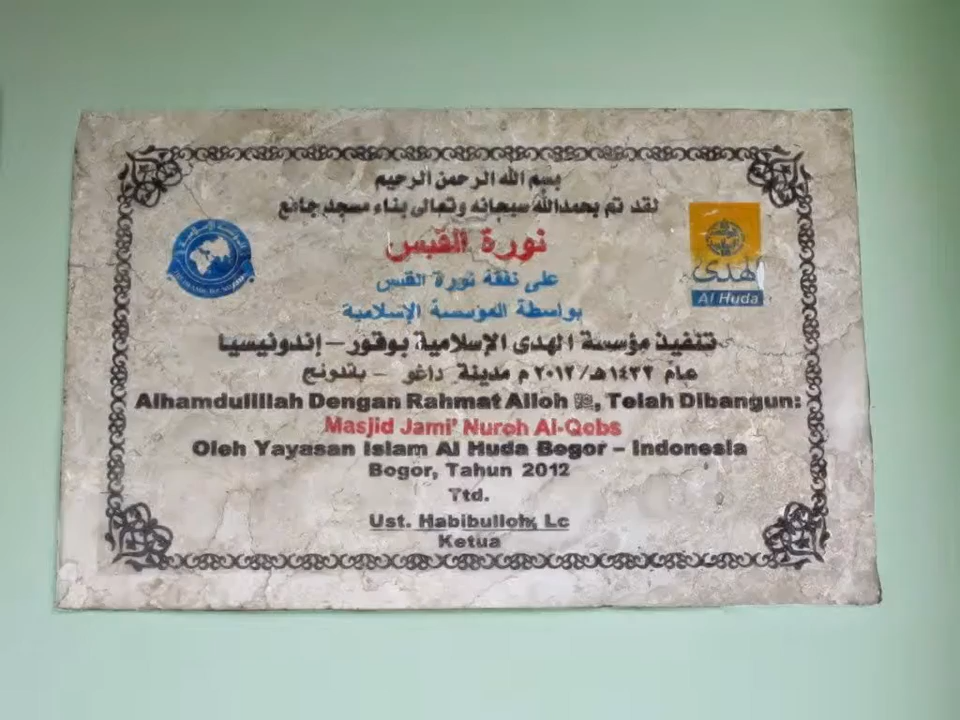 بسم الله الرحمن الرحيم
لقد تم بحمدالله سبحانه وتعالى بناء مسجد جامع
نورة القبس
على نفقة نورة القبس
بواسطة المؤسسة الإسلامية
تنفيذ مؤسسة الهدى الإسلامية بوقور – إندونيسيا
عام ١٤٣٣هـ/٢٠١٢م مدينة داغو - بندونج
Alhamdulillah Dengan Rahmat Alloh ﷻ, Telah Dibangun:
Masjid Jami' Nuroh Al-Qobs
Oleh Yayasan Islam Al Huda Bogor – Indonesia
Bogor, Tahun 2012
Ttd.
Ust. Habibulloh, Lc
Ketua
الهدى
Al Huda